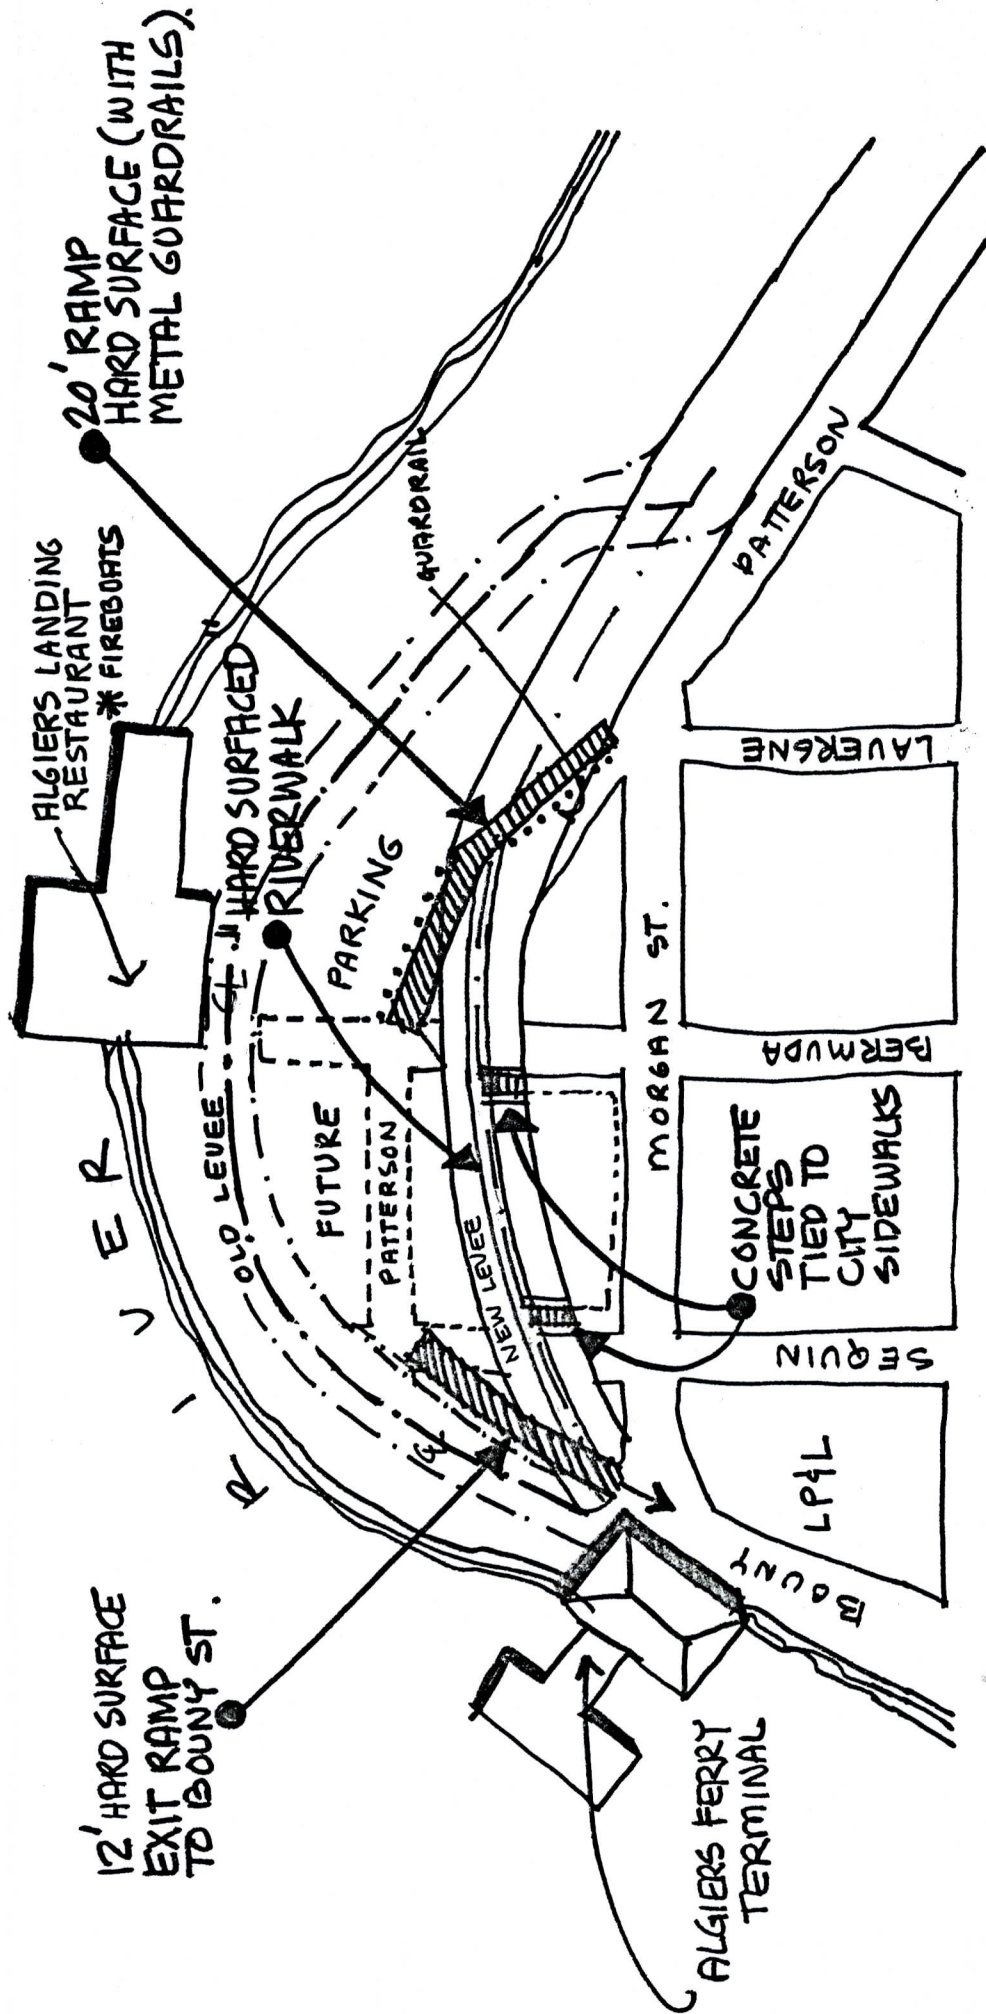 12' HARD SURFACE
EXIT RAMP
TO BOUNY ST.
R I V E R
ALGIERS LANDING
RESTAURANT
* FIREBOATS
20' RAMP
HARD SURFACE (WITH
METAL GUARDRAILS).
OLD LEVEE
HARD SURFACED
RIVERWALK
GUARDRAIL
FUTURE
PARKING
PATTERSON
NEW LEVEE
PATTERSON
MORGAN ST.
ALGIERS FERRY
TERMINAL
BOUNY
LP&L
SEQUIN
CONCRETE
STEPS
TIED TO
CITY
SIDEWALKS
BERMUDA
LAVERGNE